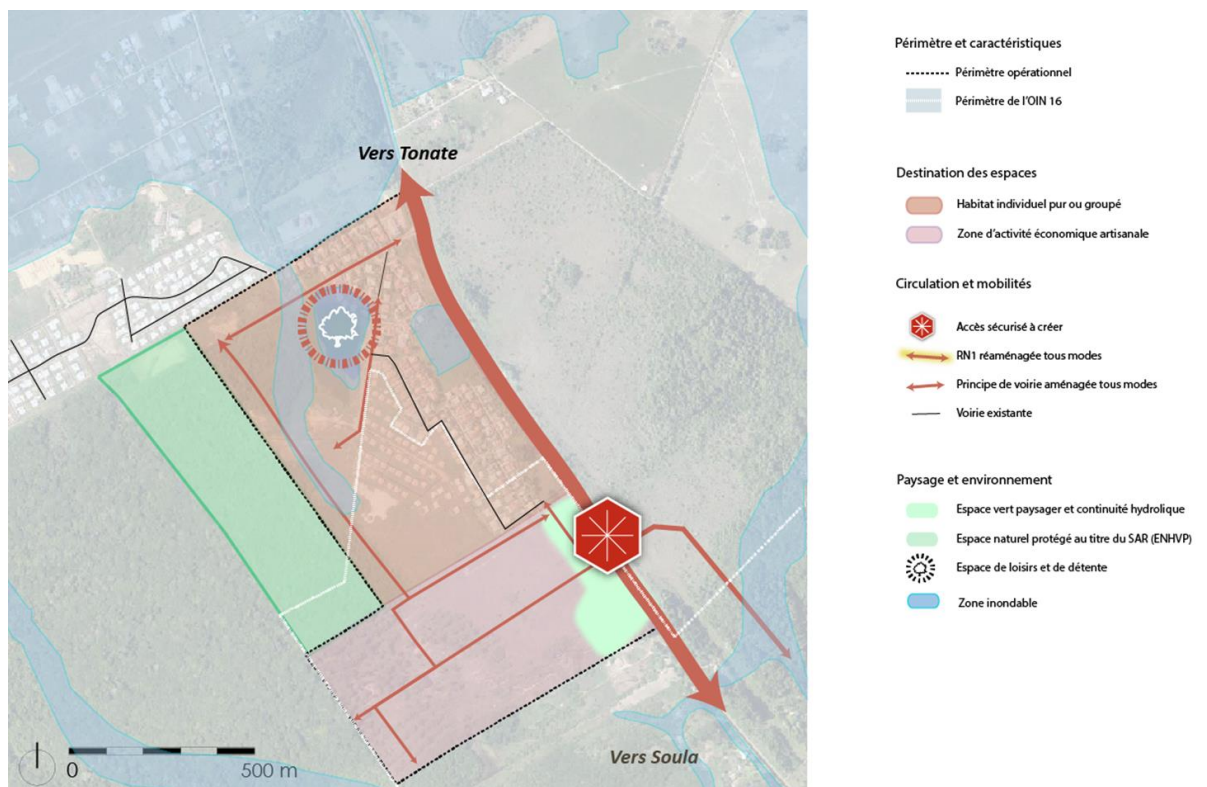 Vers Tonate
Vers Soula
0
500 m
Périmètre et caractéristiques
Périmètre opérationnel
Périmètre de l'OIN 16
Destination des espaces
Habitat individuel pur ou groupé
Zone d'activité économique artisanale
Circulation et mobilités
Accès sécurisé à créer
RN1 réaménagée tous modes
Principe de voirie aménagée tous modes
Voirie existante
Paysage et environnement
Espace vert paysager et continuité hydrolique
Espace naturel protégé au titre du SAR (ENHVP)
Espace de loisirs et de détente
Zone inondable